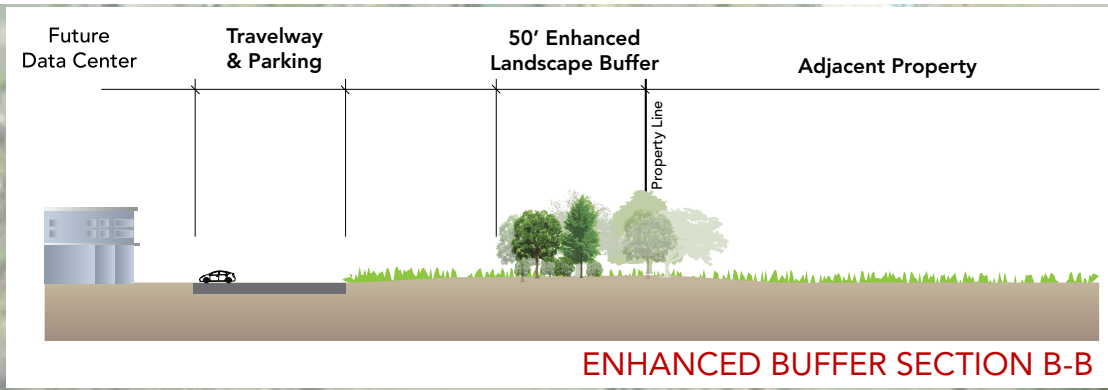 Future
Data Center
Travelway
& Parking
50’ Enhanced
Landscape Buffer
Adjacent Property
Property Line
ENHANCED BUFFER SECTION B-B